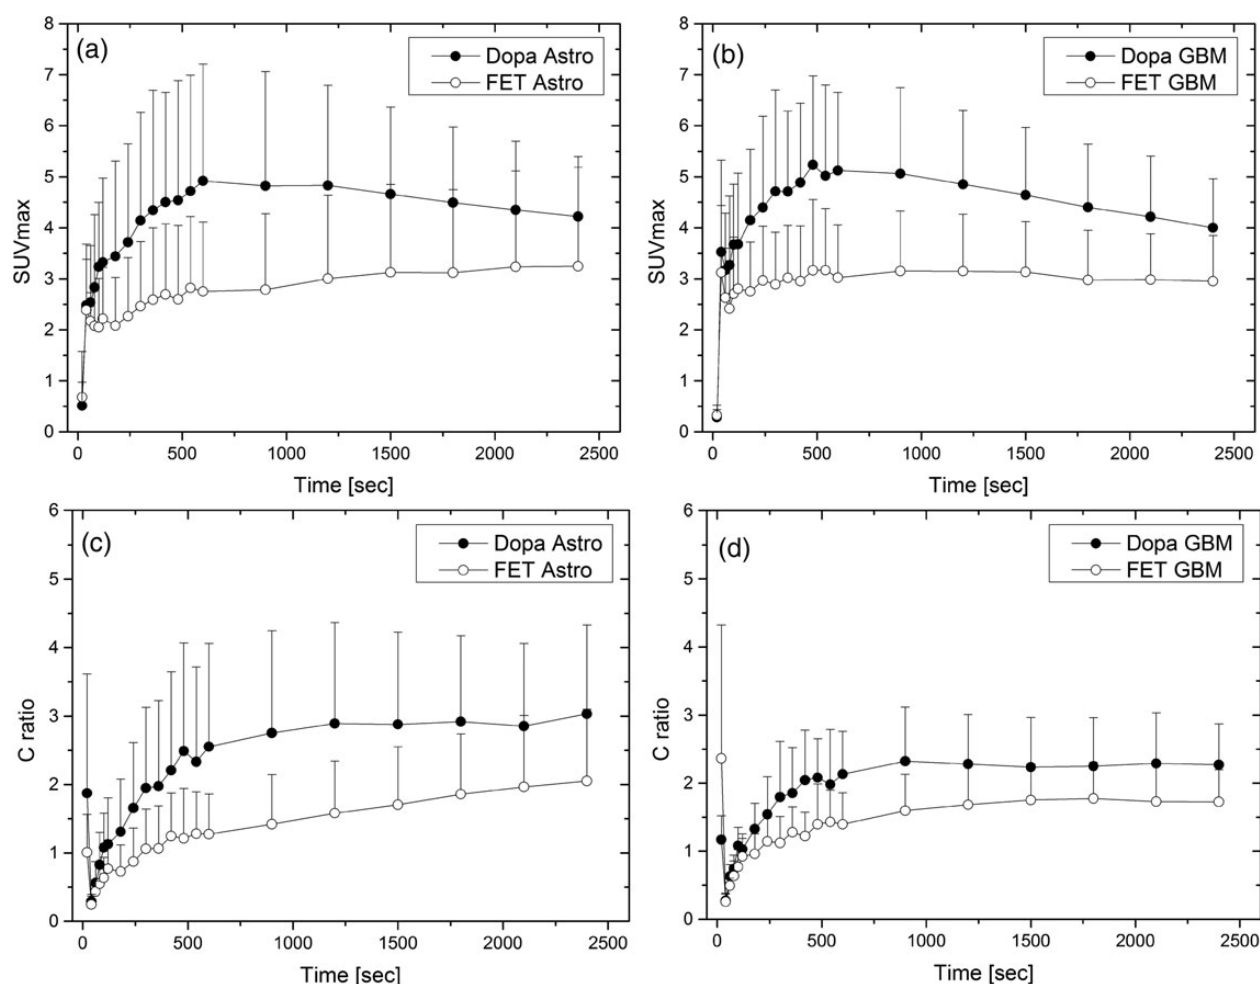 (a)
Dopa Astro
FET Astro
8
7
6
5
4
3
2
1
0
SUVmax
0 500 1000 1500 2000 2500
Time [sec]
(b)
Dopa GBM
FET GBM
8
7
6
5
4
3
2
1
0
SUVmax
0 500 1000 1500 2000 2500
Time [sec]
(c)
Dopa Astro
FET Astro
6
5
4
3
2
1
0
C ratio
0 500 1000 1500 2000 2500
Time [sec]
(d)
Dopa GBM
FET GBM
6
5
4
3
2
1
0
C ratio
0 500 1000 1500 2000 2500
Time [sec]